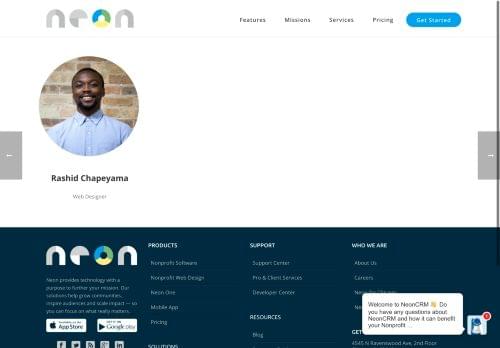 neon
Features Missions Services Pricing Get Started
←
→
Rashid Chapeyama
Web Designer
neon
Neon provides technology with a
purpose to further your mission. Our
solutions help grow communities,
inspire audiences and scale impact — so
you can focus on what really matters.
App Store
Google play
PRODUCTS
Nonprofit Software
Nonprofit Web Design
Neon One
Mobile App
Pricing
SOLUTIONS
SUPPORT
Support Center
Pro & Client Services
Developer Center
RESOURCES
Blog
WHO WE ARE
About Us
Careers
GET
4545 N Ravenswood Ave, 2nd Floor
Welcome to NeonCRM 👋 Do
you have any questions about
NeonCRM and how it can benefit
your Nonprofit ...
1